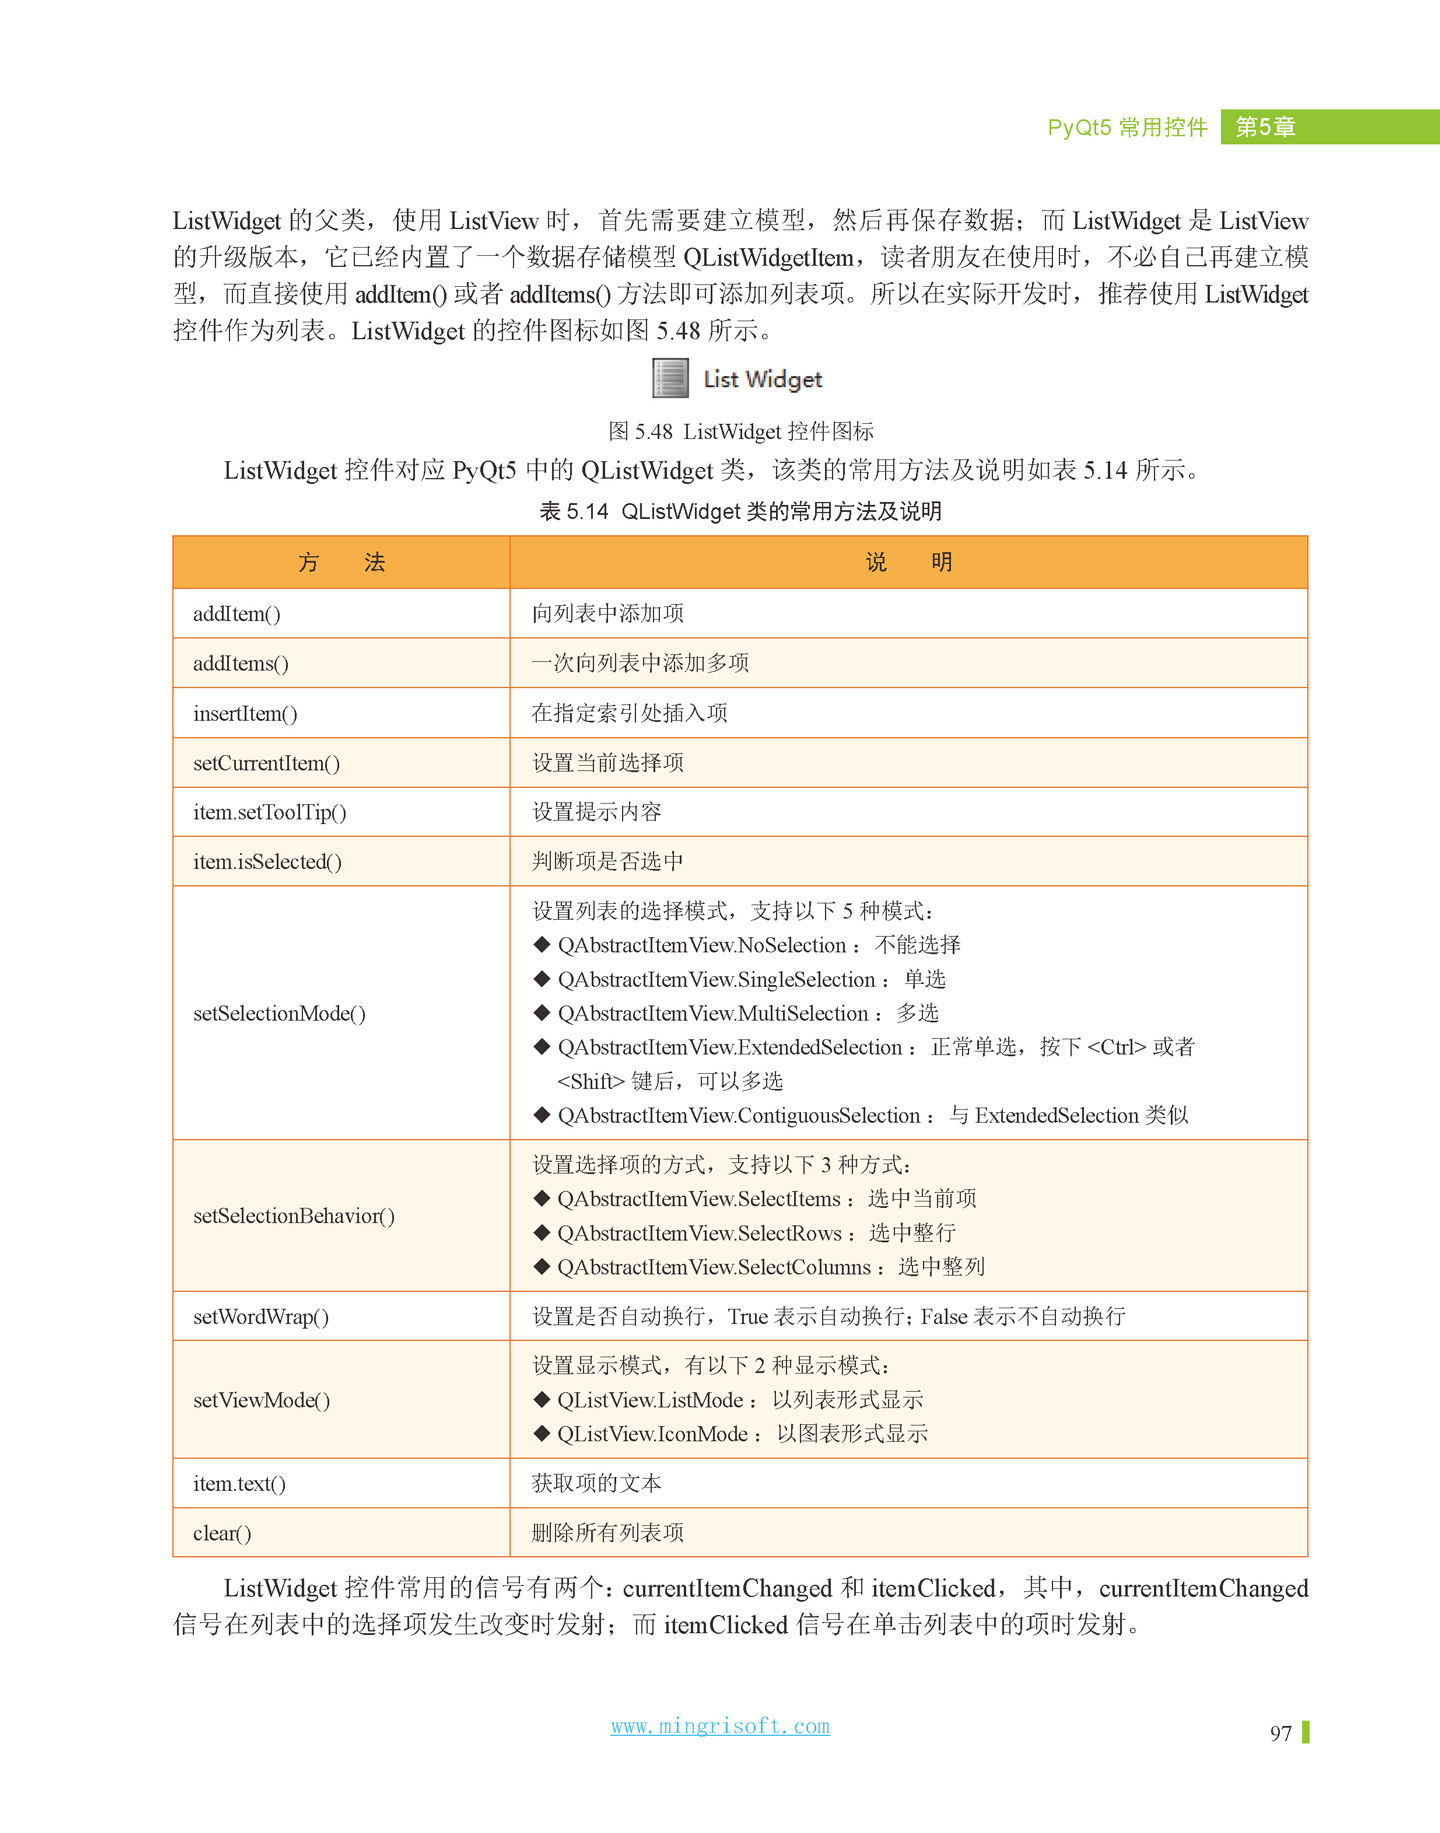 PyQt5 常用控件 第5章
ListWidget 的父类，使用 ListView 时，首先需要建立模型，然后再保存数据；而 ListWidget 是 ListView
的升级版本，它已经内置了一个数据存储模型 QListWidgetItem，读者朋友在使用时，不必自己再建立模
型，而直接使用 addItem() 或者 addItems() 方法即可添加列表项。所以在实际开发时，推荐使用 ListWidget
控件作为列表。ListWidget 的控件图标如图 5.48 所示。
List Widget
图 5.48 ListWidget 控件图标
ListWidget 控件对应 PyQt5 中的 QListWidget 类，该类的常用方法及说明如表 5.14 所示。
表 5.14 QListWidget 类的常用方法及说明
方 法 说 明
addItem() 向列表中添加项
addItems() 一次向列表中添加多项
insertItem() 在指定索引处插入项
setCurrentItem() 设置当前选择项
item.setToolTip() 设置提示内容
item.isSelected() 判断项是否选中
setSelectionMode()
设置列表的选择模式，支持以下 5 种模式：
◆ QAbstractItemView.NoSelection：不能选择
◆ QAbstractItemView.SingleSelection：单选
◆ QAbstractItemView.MultiSelection：多选
◆ QAbstractItemView.ExtendedSelection：正常单选，按下 <Ctrl> 或者
<Shift> 键后，可以多选
◆ QAbstractItemView.ContiguousSelection：与 ExtendedSelection 类似
setSelectionBehavior()
设置选择项的方式，支持以下 3 种方式：
◆ QAbstractItemView.SelectItems：选中当前项
◆ QAbstractItemView.SelectRows：选中整行
◆ QAbstractItemView.SelectColumns：选中整列
setWordWrap() 设置是否自动换行，True 表示自动换行；False 表示不自动换行
setViewMode()
设置显示模式，有以下 2 种显示模式：
◆ QListView.ListMode：以列表形式显示
◆ QListView.IconMode：以图表形式显示
item.text() 获取项的文本
clear() 删除所有列表项
ListWidget 控件常用的信号有两个：currentItemChanged 和 itemClicked，其中，currentItemChanged
信号在列表中的选择项发生改变时发射；而 itemClicked 信号在单击列表中的项时发射。
www.mingrisoft.com
97